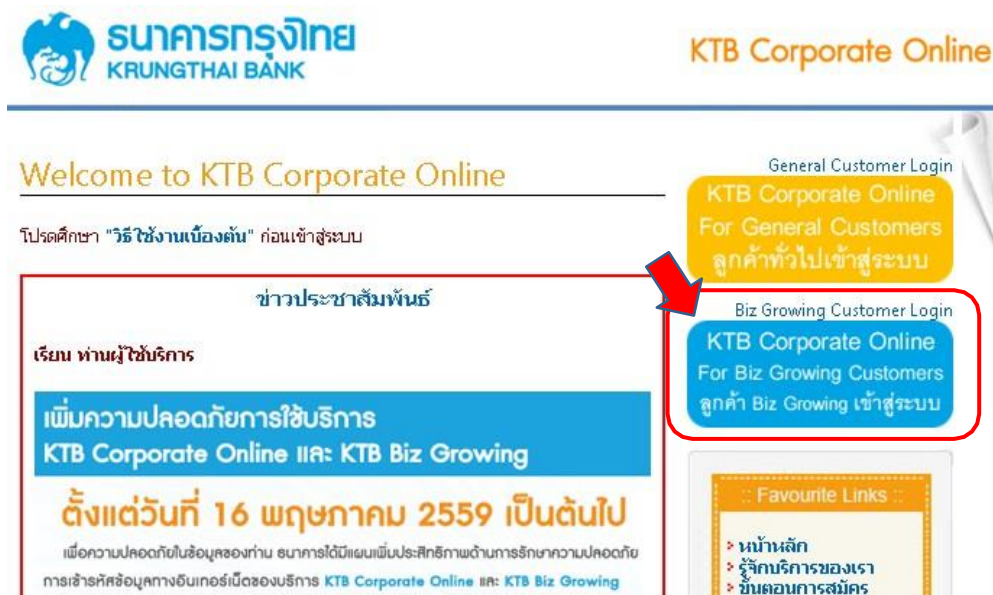 ธนาคารกรุงไทย
KRUNGTHAI BANK
KTB Corporate Online
Welcome to KTB Corporate Online
โปรดศึกษา "วิธีใช้งานเบื้องต้น" ก่อนเข้าสู่ระบบ
ข่าวประชาสัมพันธ์
เรียน ท่านผู้ใช้บริการ
เพิ่มความปลอดภัยการใช้บริการ
KTB Corporate Online และ KTB Biz Growing
ตั้งแต่วันที่ 16 พฤษภาคม 2559 เป็นต้นไป
เพื่อความปลอดภัยในข้อมูลของท่าน ธนาคารได้มีแผนเพิ่มประสิทธิภาพด้านการรักษาความปลอดภัย
การเข้ารหัสข้อมูลทางอินเทอร์เน็ตของบริการ KTB Corporate Online และ KTB Biz Growing
General Customer Login
KTB Corporate Online
For General Customers
ลูกค้าทั่วไปเข้าสู่ระบบ
Biz Growing Customer Login
KTB Corporate Online
For Biz Growing Customers
ลูกค้า Biz Growing เข้าสู่ระบบ
:: Favourite Links ::
หน้าหลัก
รู้จักบริการของเรา
ขั้นตอนการสมัคร